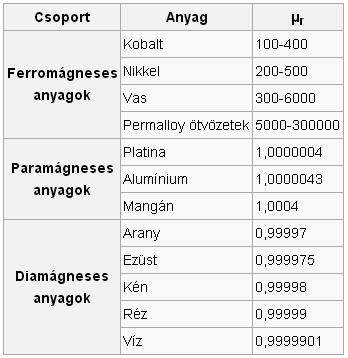 Csoport Anyag μr
Ferromágneses anyagok Kobalt 100-400
Nikkel 200-500
Vas 300-6000
Permalloy ötvözetek 5000-300000
Paramágneses anyagok Platina 1,0000004
Alumínium 1,0000043
Mangán 1,0004
Diamágneses anyagok Arany 0,99997
Ezüst 0,999975
Kén 0,99998
Réz 0,99999
Víz 0,9999901